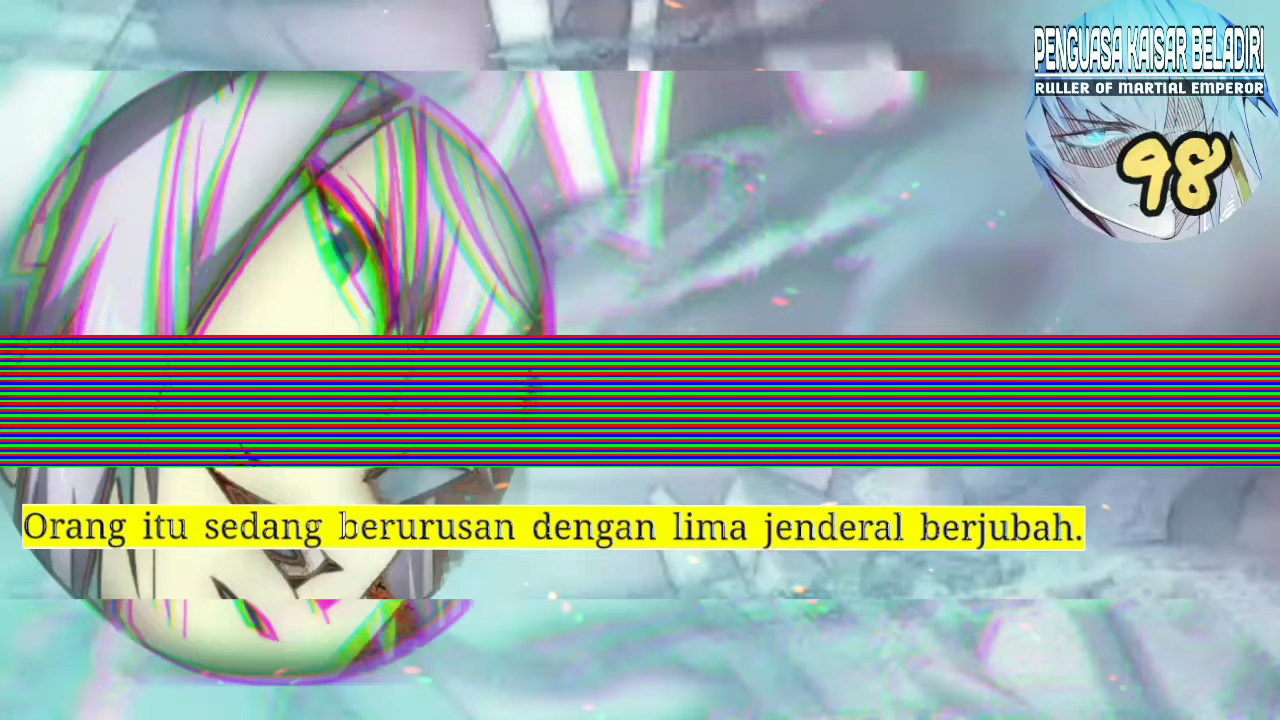 PENGUASA KAISAR BELADIRI
RULLER OF MARTIAL EMPEROR
98
Orang itu sedang berurusan dengan lima jenderal berjubah.